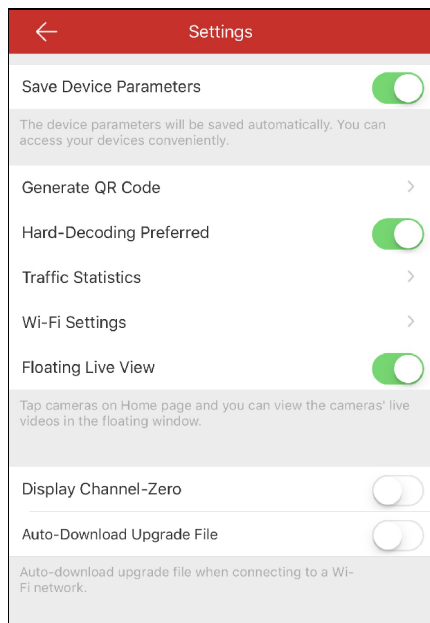 Settings
Save Device Parameters
The device parameters will be saved automatically. You can
access your devices conveniently.
Generate QR Code
Hard-Decoding Preferred
Traffic Statistics
Wi-Fi Settings
Floating Live View
Tap cameras on Home page and you can view the cameras' live
videos in the floating window.
Display Channel-Zero
Auto-Download Upgrade File
Auto-download upgrade file when connecting to a Wi-
Fi network.